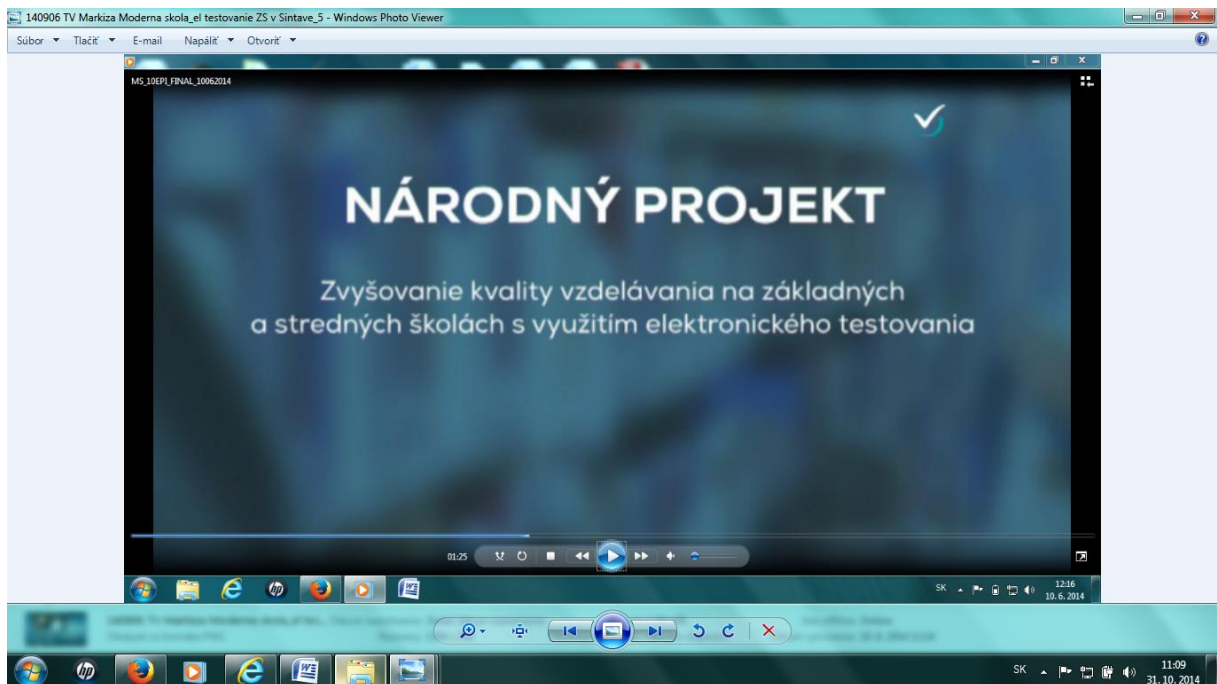 140906 TV Markiza Moderna skola_el testovanie ZS v Sintave_5 - Windows Photo Viewer
Súbor Tlačiť E-mail Napáliť Otvoriť
MS_10EPI_FINAL_10062014
NÁRODNÝ PROJEKT
Zvyšovanie kvality vzdelávania na základných
a stredných školách s využitím elektronického testovania
01:25
SK 12:16
10. 6. 2014
SK 11:09
31. 10. 2014